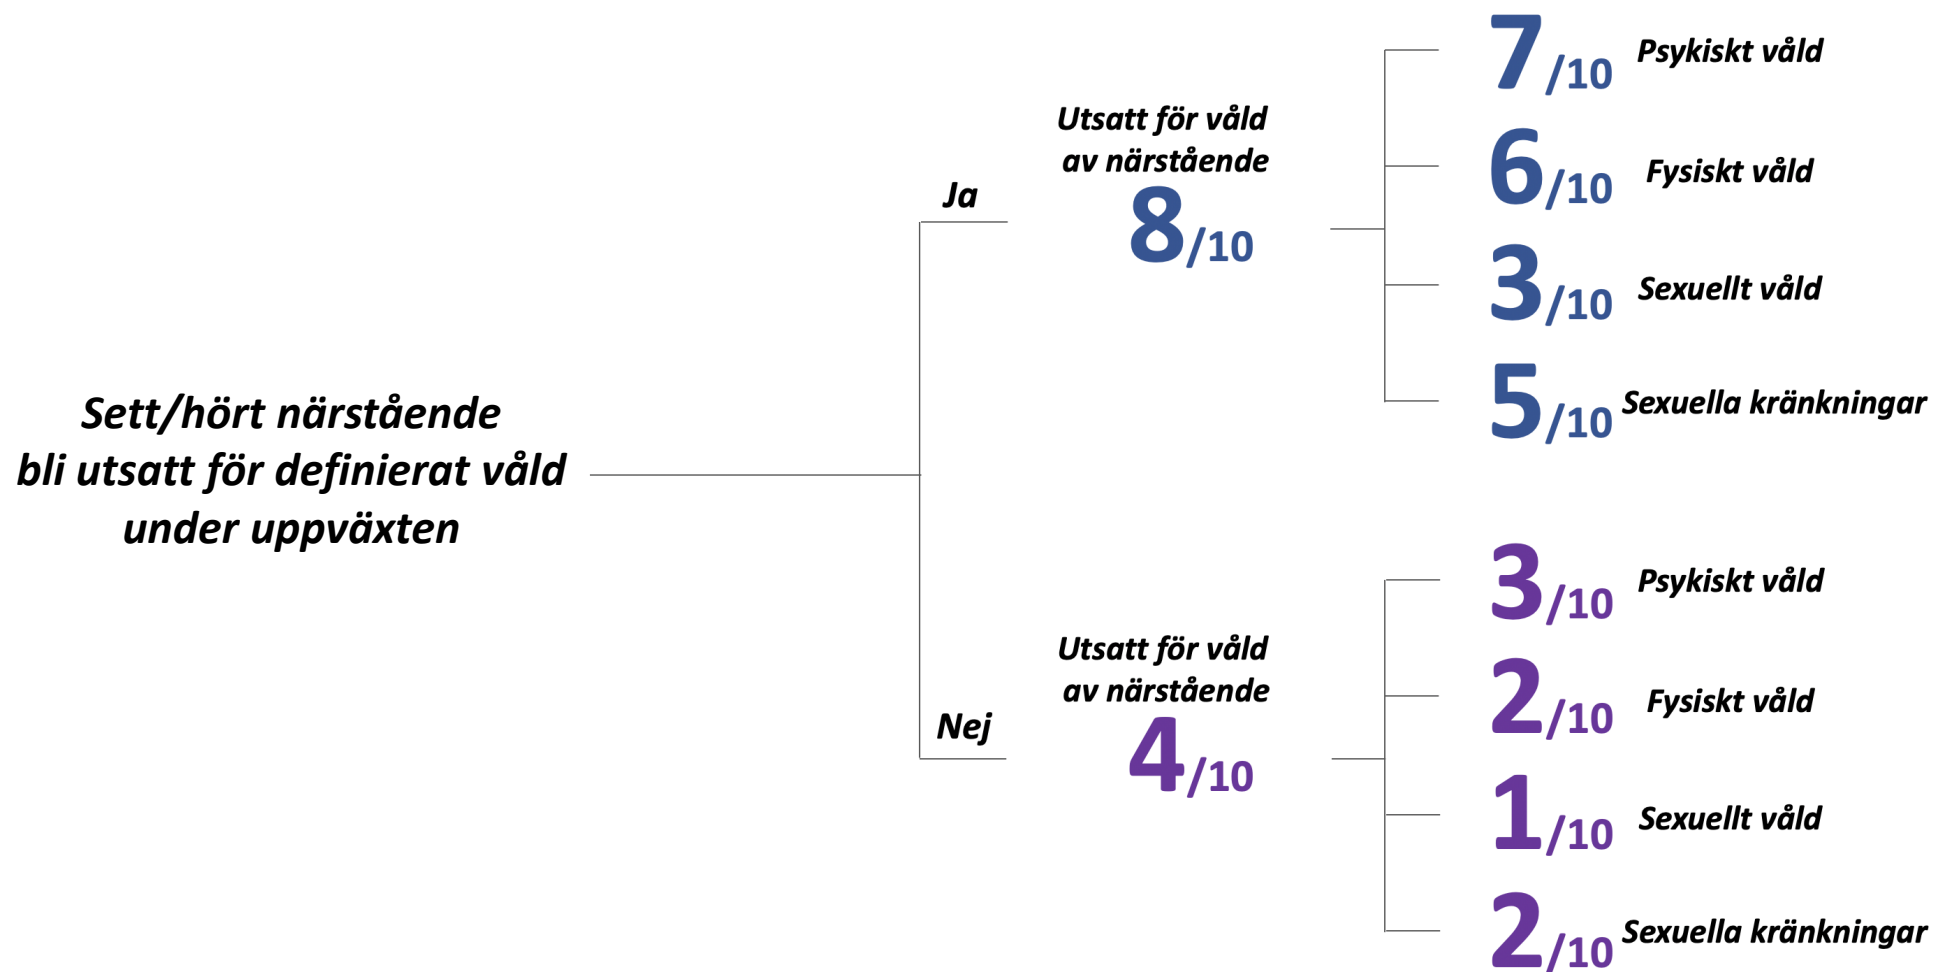 Sett/hört närstående
bli utsatt för definierat våld
under uppväxten
Ja
Utsatt för våld
av närstående
8/10
7/10 Psykiskt våld
6/10 Fysiskt våld
3/10 Sexuellt våld
5/10 Sexuella kränkningar
Nej
Utsatt för våld
av närstående
4/10
3/10 Psykiskt våld
2/10 Fysiskt våld
1/10 Sexuellt våld
2/10 Sexuella kränkningar